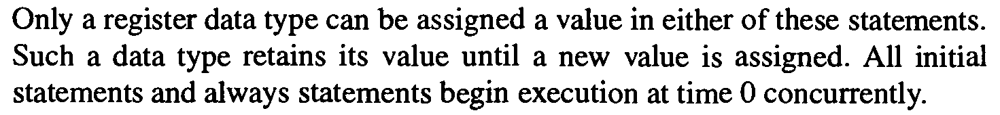 Only a register data type can be assigned a value in either of these statements.
Such a data type retains its value until a new value is assigned. All initial
statements and always statements begin execution at time 0 concurrently.